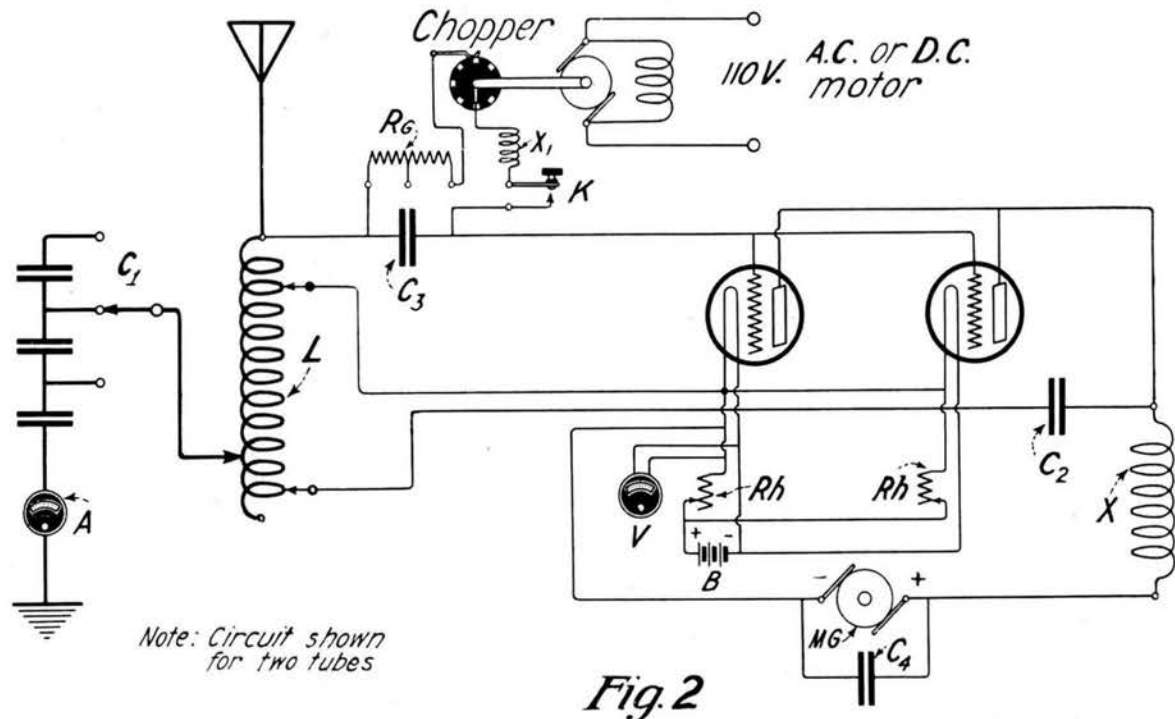 Chopper
110V. A.C. or D.C.
motor
RG
X1
K
C1
C3
L
C2
X
A
V
Rh
Rh
+ -
B
- +
MG
C4
Note: Circuit shown
for two tubes
Fig. 2